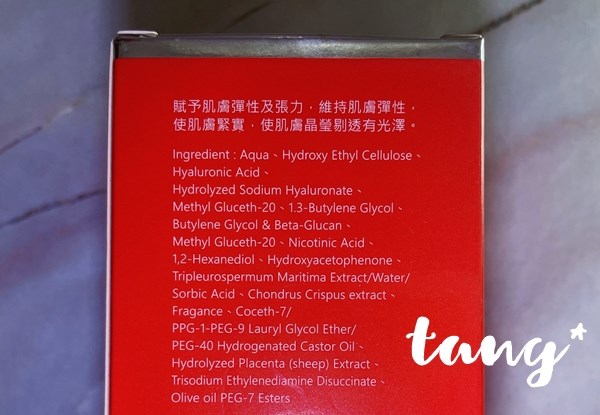 賦予肌膚彈性及張力，維持肌膚彈性，
使肌膚緊實，使肌膚晶瑩剔透有光澤。
Ingredient : Aqua、Hydroxy Ethyl Cellulose、
Hyaluronic Acid、
Hydrolyzed Sodium Hyaluronate、
Methyl Gluceth-20、1.3-Butylene Glycol、
Butylene Glycol & Beta-Glucan、
Methyl Gluceth-20、Nicotinic Acid、
1,2-Hexanediol、Hydroxyacetophenone、
Tripleurospermum Maritima Extract/Water/
Sorbic Acid、Chondrus Crispus extract、
Fragance、Coceth-7/
PPG-1-PEG-9 Lauryl Glycol Ether/
PEG-40 Hydrogenated Castor Oil、
Hydrolyzed Placenta (sheep) Extract、
Trisodium Ethylenediamine Disuccinate、
Olive oil PEG-7 Esters
tang*